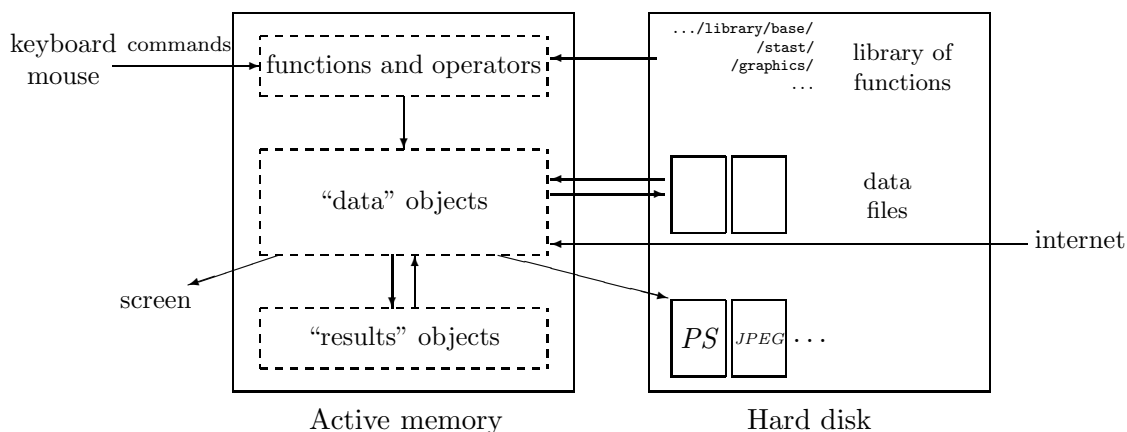 keyboard
mouse
commands
functions and operators
.../library/base/
/stast/
/graphics/
...
library of
functions
“data” objects
data
files
internet
screen
“results” objects
PS
JPEG
...
Active memory
Hard disk